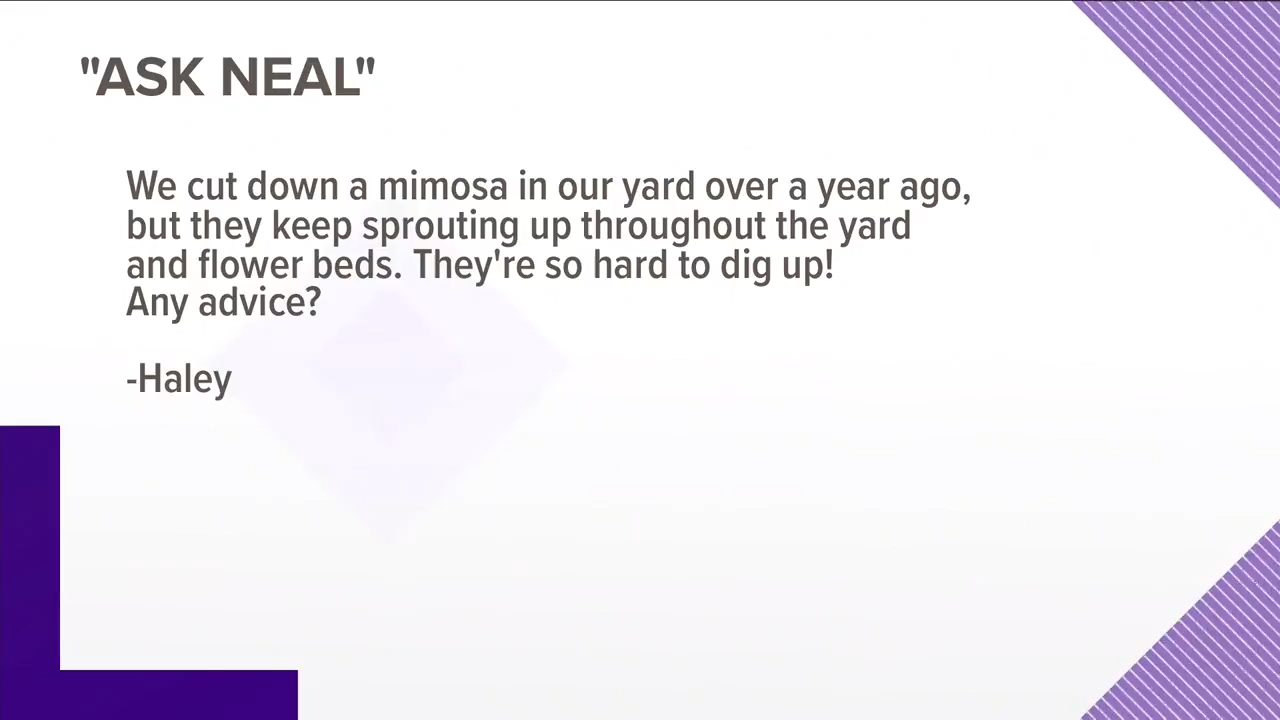 "ASK NEAL"
We cut down a mimosa in our yard over a year ago,
but they keep sprouting up throughout the yard
and flower beds. They're so hard to dig up!
Any advice?
-Haley